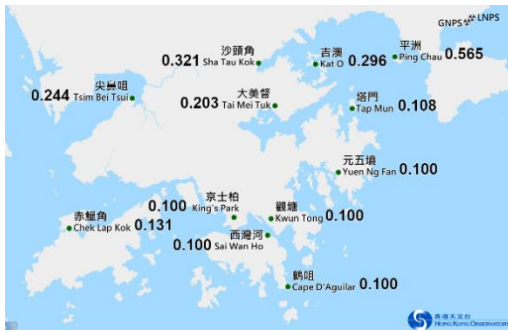 GNPS LNPS
平洲
Ping Chau 0.565
沙頭角
0.321 Sha Tau Kok
吉澳
Kat O 0.296
尖鼻咀
0.244 Tsim Bei Tsui
大美督
0.203 Tai Mei Tuk
塔門
Tap Mun 0.108
元五墳
Yuen Ng Fan 0.100
京士柏
0.100 King's Park
觀塘
Kwun Tong 0.100
赤鱲角
Chek Lap Kok 0.131
西灣河
0.100 Sai Wan Ho
鶴咀
Cape D'Aguilar 0.100
香港天文台
HONG KONG OBSERVATORY